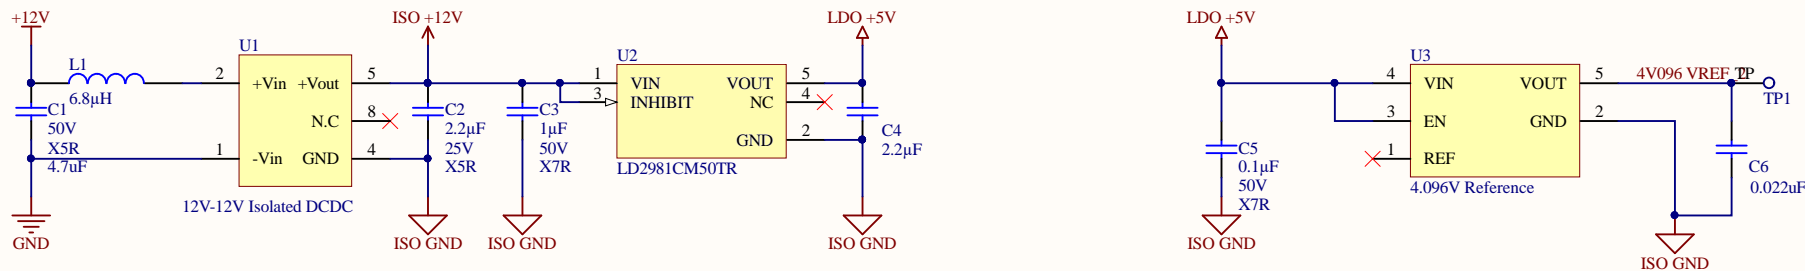 +12V
L1
6.8µH
C1
50V
X5R
4.7uF
GND
U1
2
+Vin
+Vout
5
N.C
8
1
-Vin
GND
4
12V-12V Isolated DCDC
ISO +12V
C2
2.2µF
25V
X5R
ISO GND
C3
1µF
50V
X7R
ISO GND
U2
1
VIN
VOUT
5
3
INHIBIT
NC
4
GND
2
LD2981CM50TR
LDO +5V
C4
2.2µF
ISO GND
LDO +5V
C5
0.1µF
50V
X7R
ISO GND
U3
4
VIN
VOUT
5
3
EN
GND
2
1
REF
4.096V Reference
4V096 VREF TP
TP1
C6
0.022uF
ISO GND